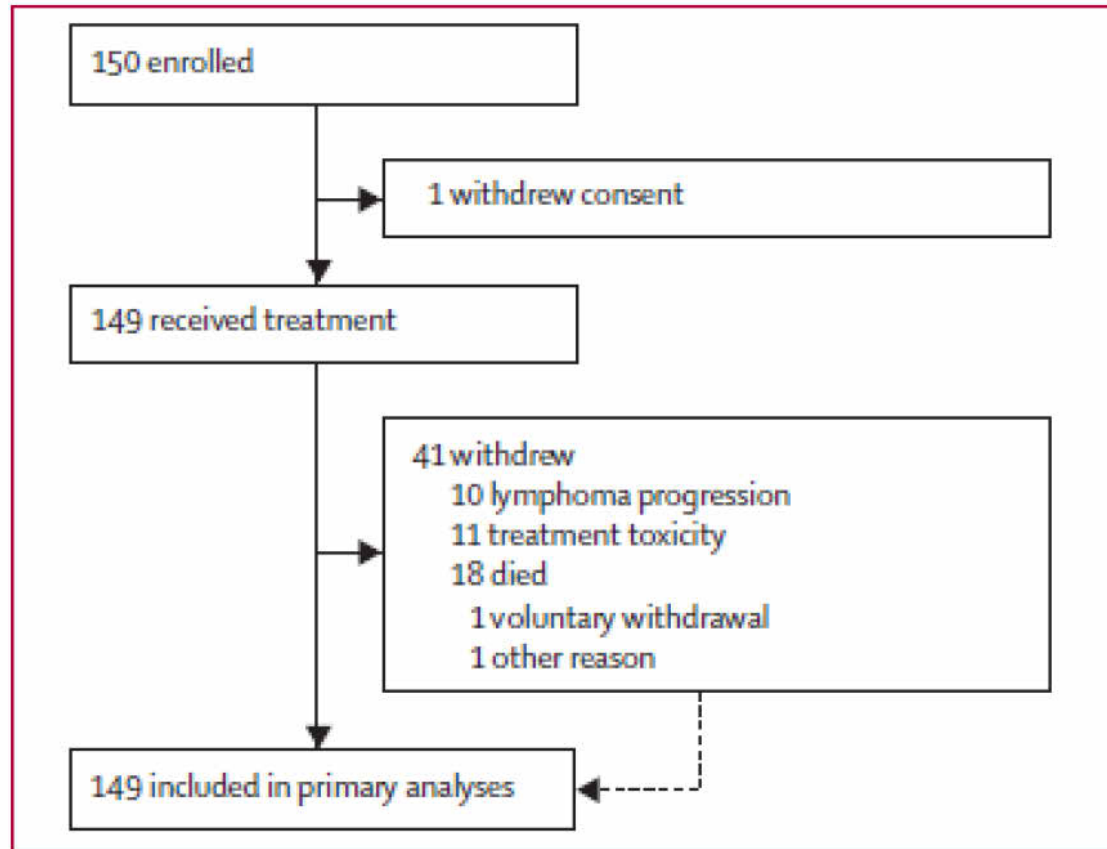 150 enrolled
1 withdrew consent
149 received treatment
41 withdrew
10 lymphoma progression
11 treatment toxicity
18 died
1 voluntary withdrawal
1 other reason
149 included in primary analyses